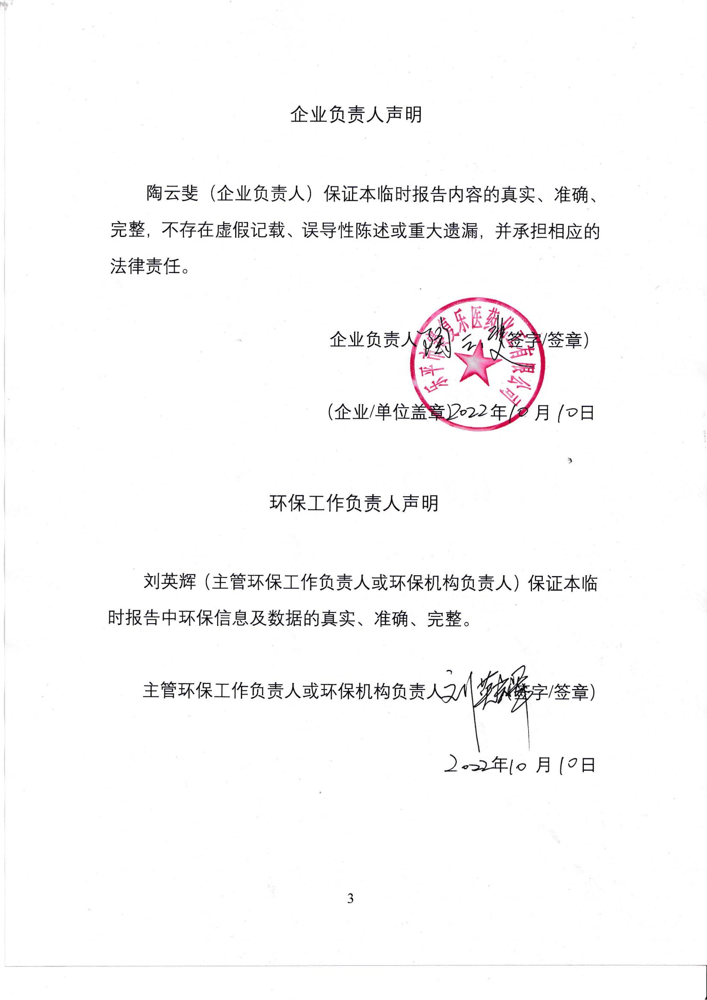 企业负责人声明
陶云斐（企业负责人）保证本临时报告内容的真实、准确、
完整，不存在虚假记载、误导性陈述或重大遗漏，并承担相应的
法律责任。
企业负责人 陶云斐 (签字/签章)
乐平市赛复乐医药化工有限公司
(企业/单位盖章) 2022年10月10日
环保工作负责人声明
刘英辉（主管环保工作负责人或环保机构负责人）保证本临
时报告中环保信息及数据的真实、准确、完整。
主管环保工作负责人或环保机构负责人 刘英辉 (签字/签章)
2022年10月10日
3